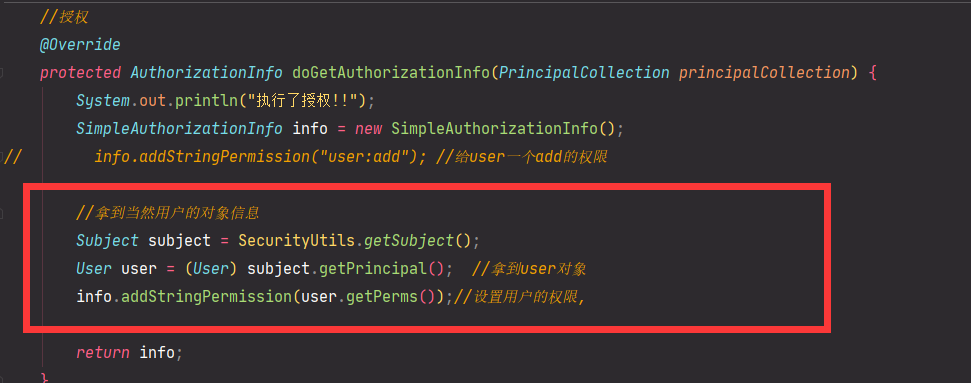 //授权
@Override
protected AuthorizationInfo doGetAuthorizationInfo(PrincipalCollection principalCollection) {
System.out.println("执行了授权!!");
SimpleAuthorizationInfo info = new SimpleAuthorizationInfo();
// info.addStringPermission("user:add"); //给user一个add的权限
//拿到当然用户的对象信息
Subject subject = SecurityUtils.getSubject();
User user = (User) subject.getPrincipal(); //拿到user对象
info.addStringPermission(user.getPerms());//设置用户的权限,
return info;
}